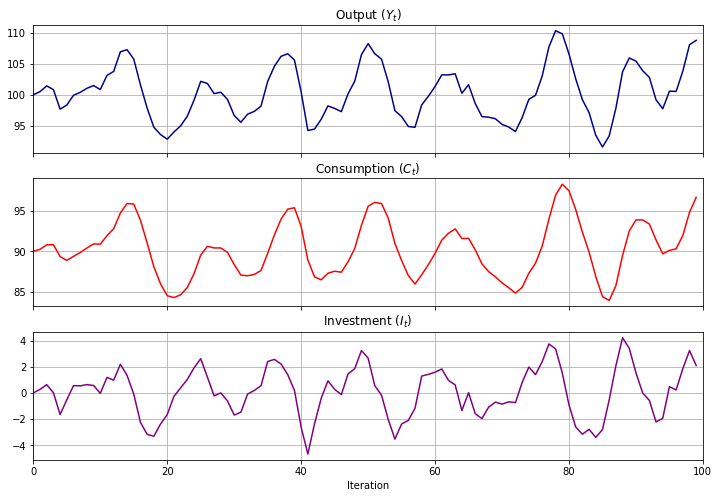 Output (Y_t)
110
105
100
95
Consumption (C_t)
95
90
85
Investment (I_t)
4
2
0
−2
−4
0 20 40 60 80 100
Iteration